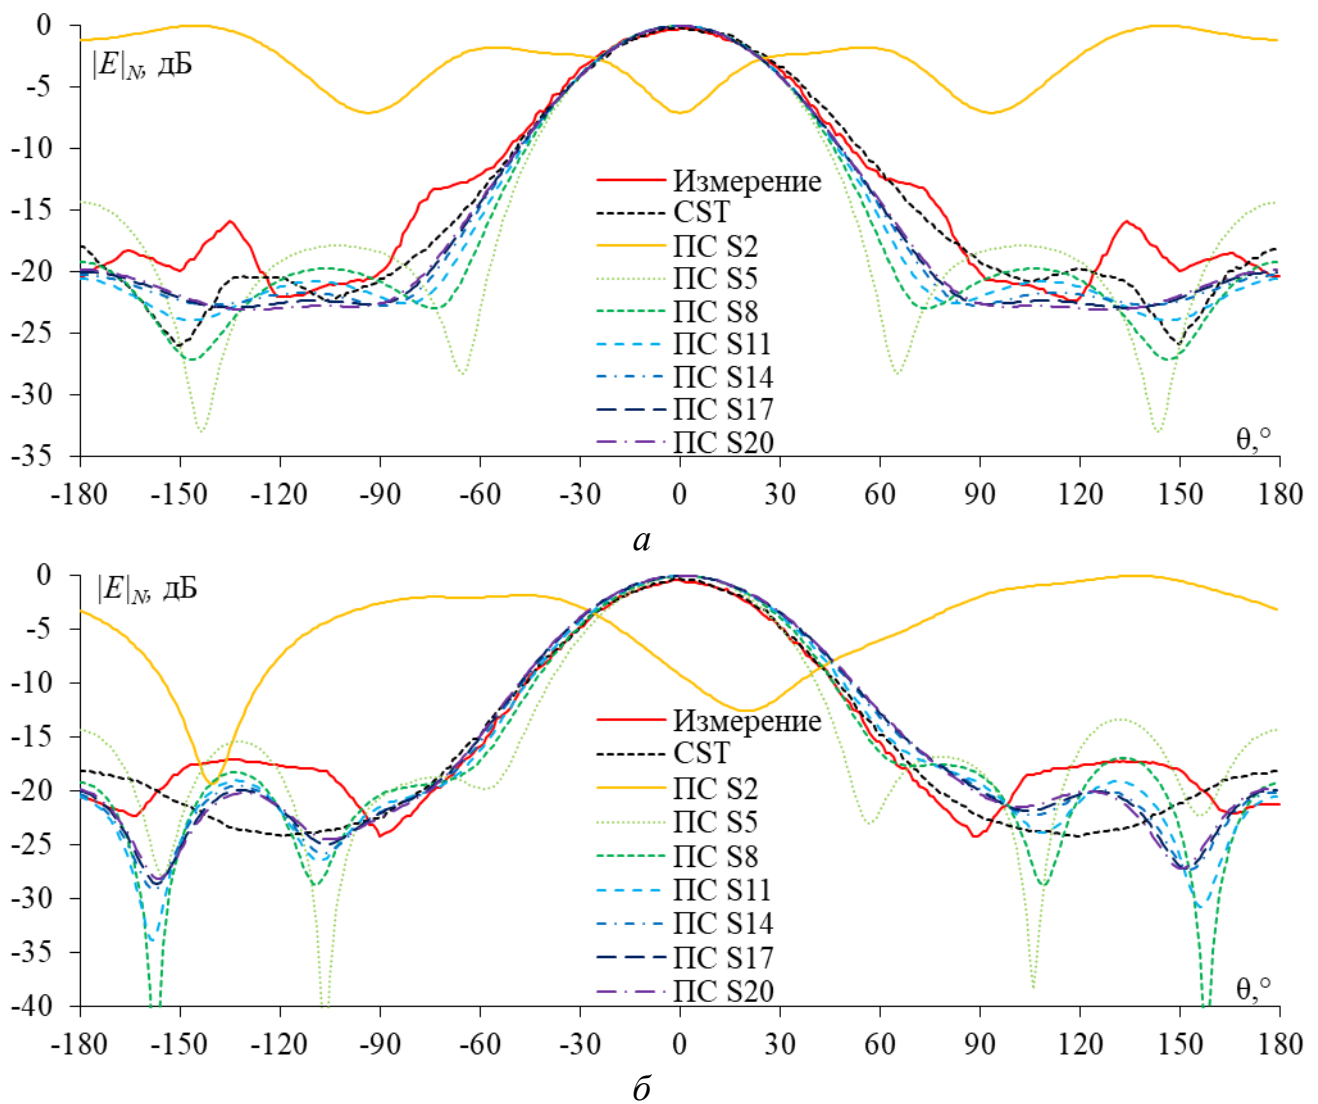 0
-5
-10
-15
-20
-25
-30
-35
|E|N, дБ
Измерение
CST
ПС S2
ПС S5
ПС S8
ПС S11
ПС S14
ПС S17
ПС S20
θ,°
-180 -150 -120 -90 -60 -30 0 30 60 90 120 150 180
а
0
-5
-10
-15
-20
-25
-30
-35
-40
|E|N, дБ
Измерение
CST
ПС S2
ПС S5
ПС S8
ПС S11
ПС S14
ПС S17
ПС S20
θ,°
-180 -150 -120 -90 -60 -30 0 30 60 90 120 150 180
б